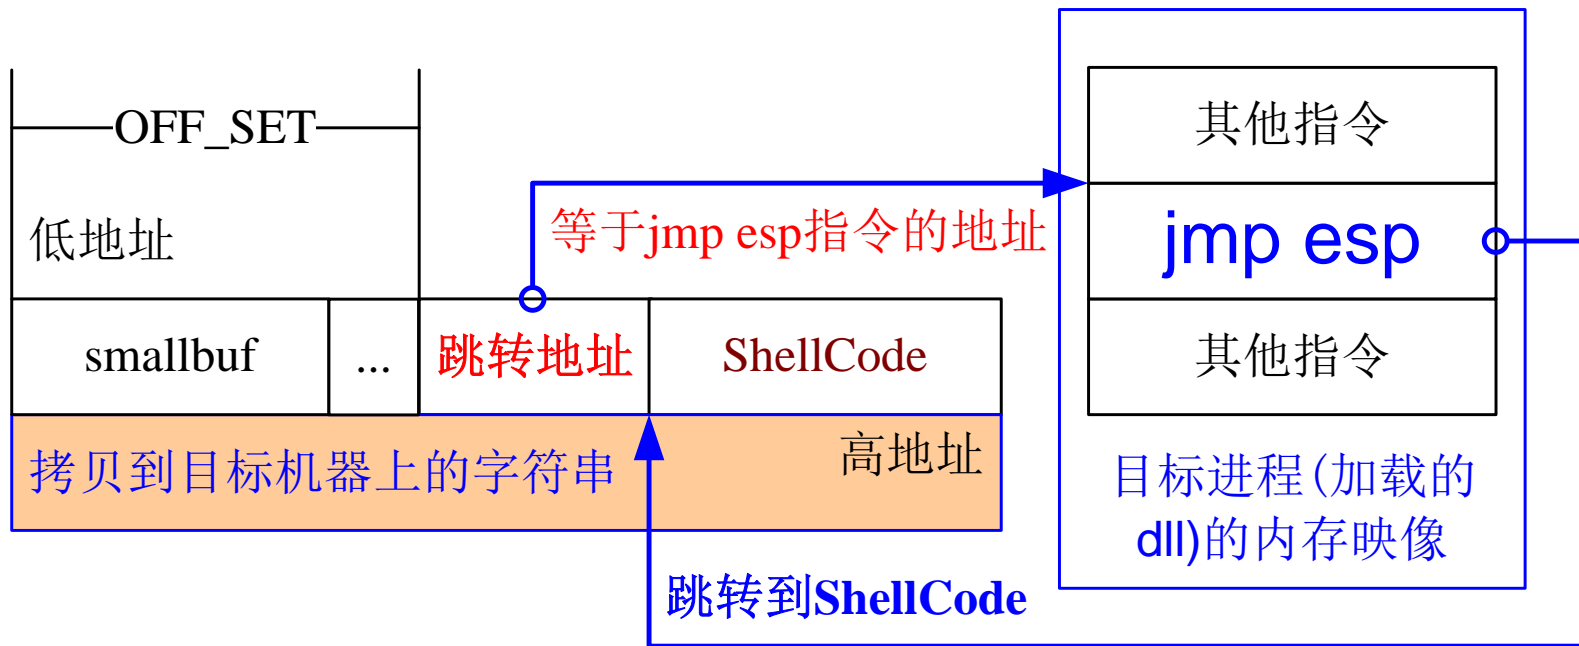 OFF_SET
低地址
等于jmp esp指令的地址
smallbuf
...
跳转地址
ShellCode
拷贝到目标机器上的字符串
高地址
跳转到ShellCode
其他指令
jmp esp
其他指令
目标进程(加载的
dll)的内存映像